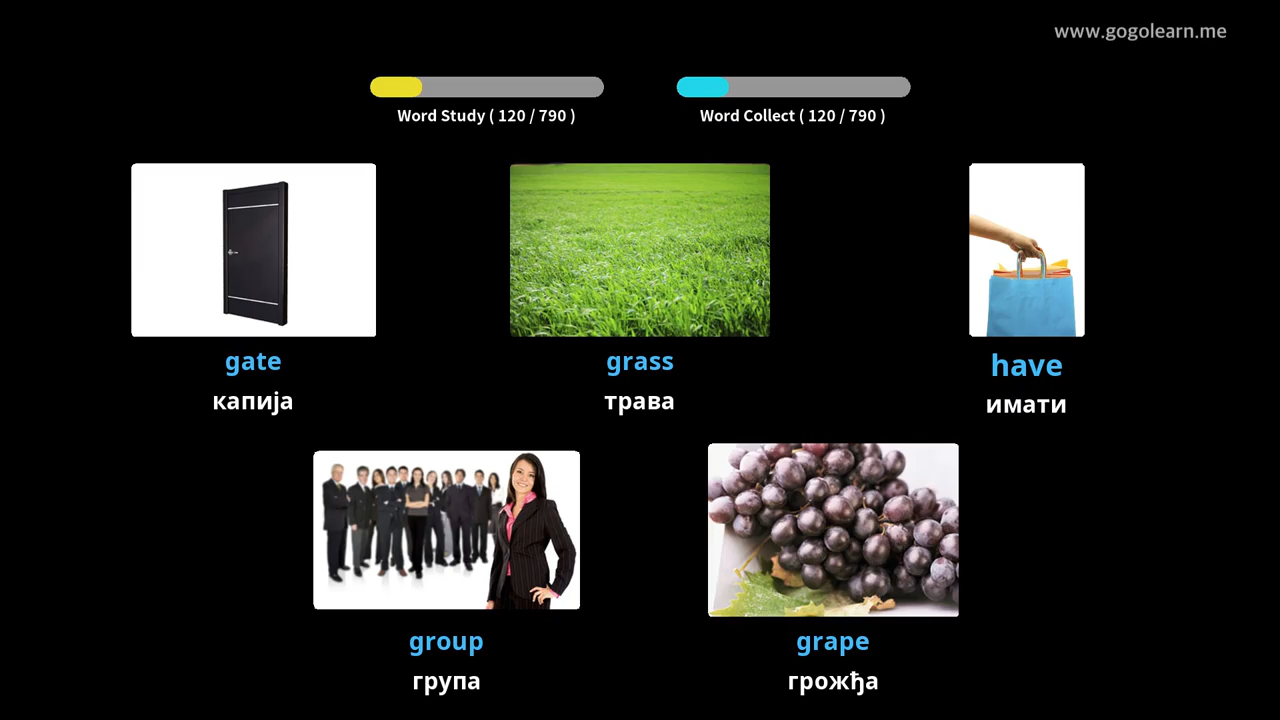 www.gogolearn.me
Word Study ( 120 / 790 )
Word Collect ( 120 / 790 )
gate
капија
grass
трава
have
имати
group
група
grape
грожђа